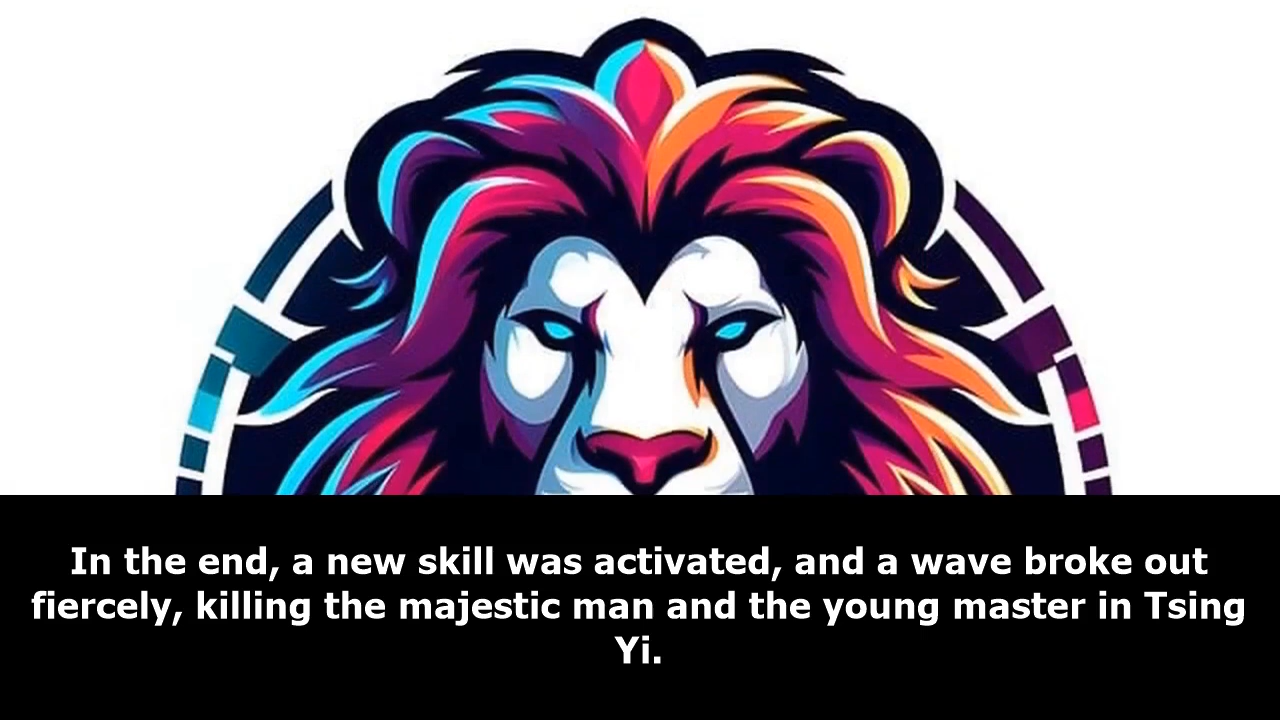 In the end, a new skill was activated, and a wave broke out
fiercely, killing the majestic man and the young master in Tsing
Yi.